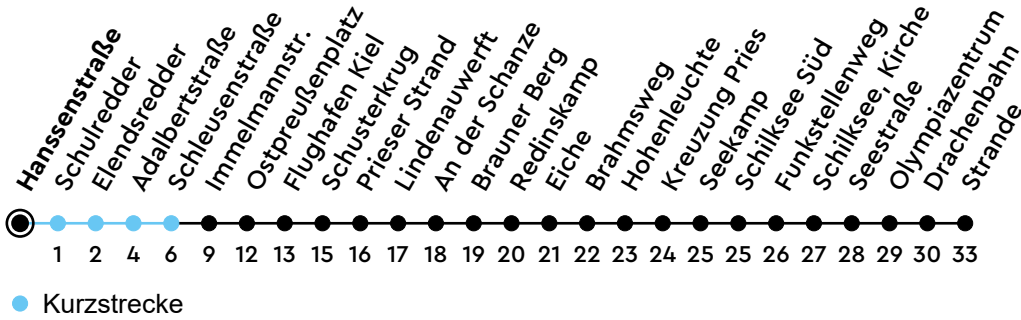 Hanssenstraße
Schulredder
Elendsredder
Adalbertstraße
Schleusenstraße
Immelmannstr.
Ostpreußenplatz
Flughafen Kiel
Schusterkrug
Prieser Strand
Lindenauwerft
An der Schanze
Brauner Berg
Redinskamp
Eiche
Brahmsweg
Hohenleuchte
Kreuzung Pries
Seekamp
Schilksee Süd
Funkstellenweg
Schilksee, Kirche
Seestraße
Olympiazentrum
Drachenbahn
Strande
1 2 4 6 9 12 13 15 16 17 18 19 20 21 22 23 24 25 25 26 27 28 29 30 33
Kurzstrecke